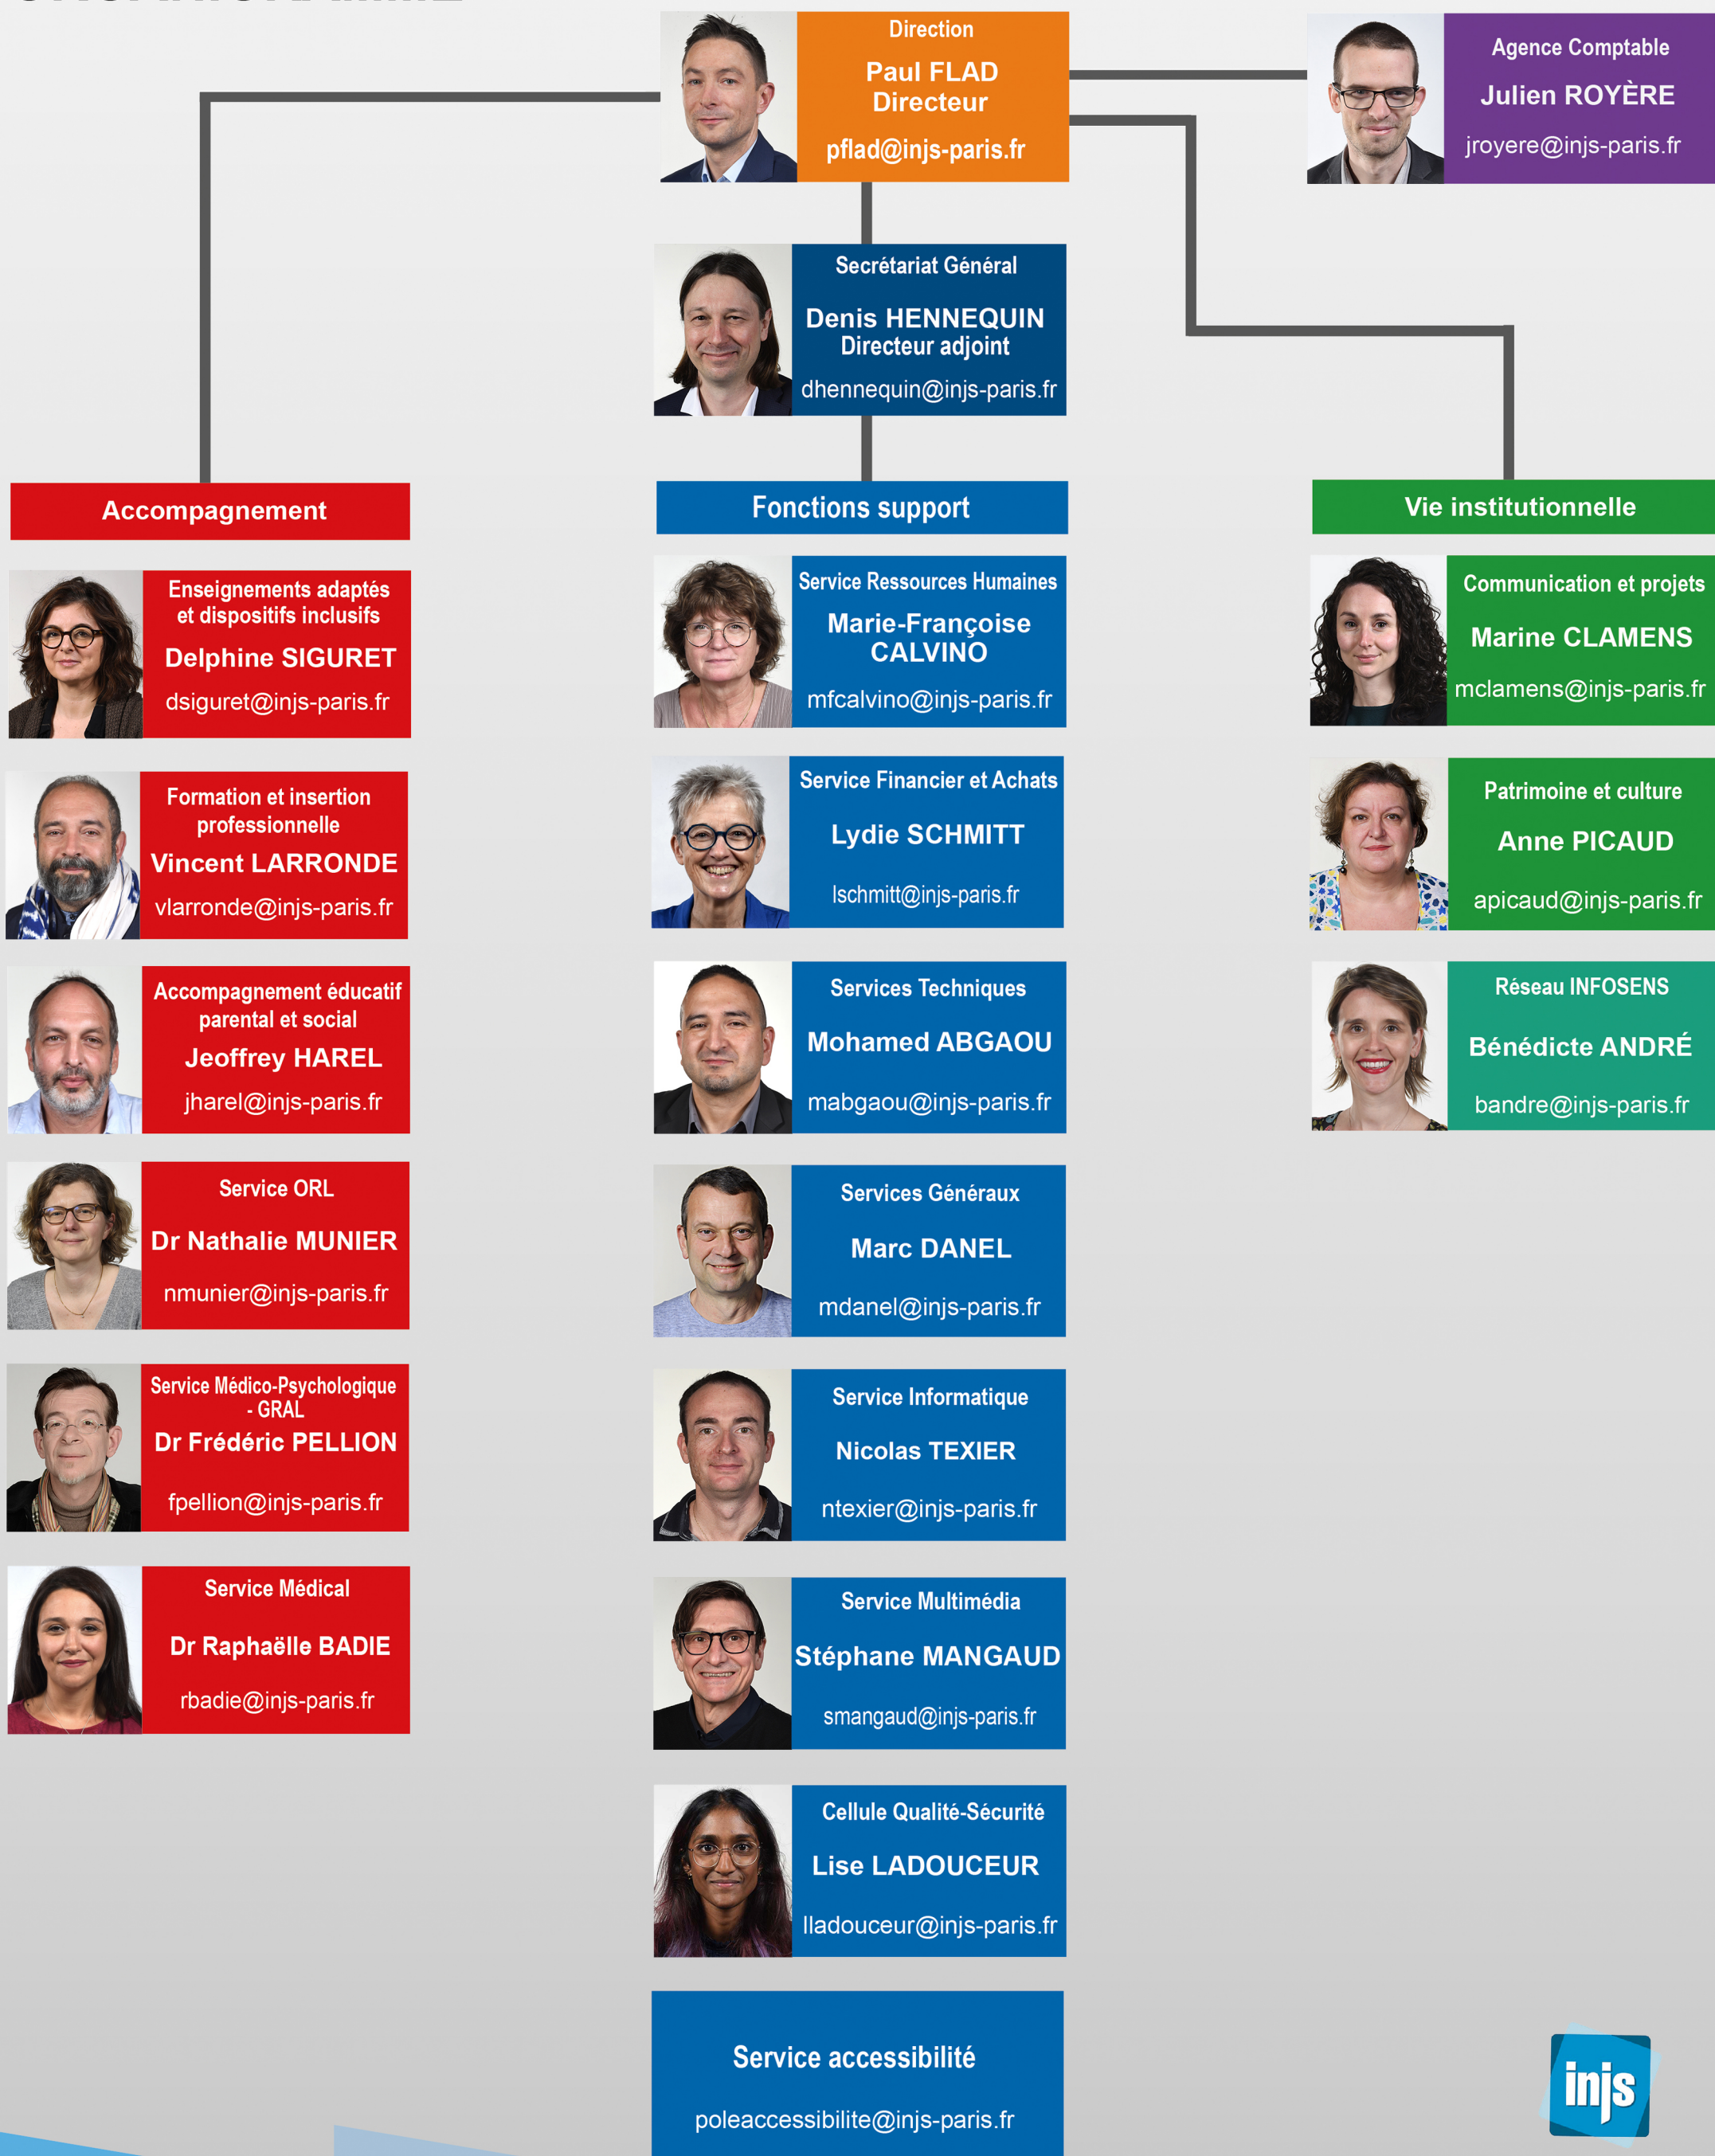 Direction
Paul FLAD
Directeur
pflad@injs-paris.fr
Agence Comptable
Julien ROYÈRE
jroyere@injs-paris.fr
Secrétariat Général
Denis HENNEQUIN
Directeur adjoint
dhennequin@injs-paris.fr
Accompagnement
Enseignements adaptés
et dispositifs inclusifs
Delphine SIGURET
dsiguret@injs-paris.fr
Formation et insertion
professionnelle
Vincent LARRONDE
vlarronde@injs-paris.fr
Accompagnement éducatif
parental et social
Jeoffrey HAREL
jharel@injs-paris.fr
Service ORL
Dr Nathalie MUNIER
nmunier@injs-paris.fr
Service Médico-Psychologique
- GRAL
Dr Frédéric PELLION
fpellion@injs-paris.fr
Service Médical
Dr Raphaëlle BADIE
rbadie@injs-paris.fr
Fonctions support
Service Ressources Humaines
Marie-Françoise
CALVINO
mfcalvino@injs-paris.fr
Service Financier et Achats
Lydie SCHMITT
lschmitt@injs-paris.fr
Services Techniques
Mohamed ABGAOU
mabgaou@injs-paris.fr
Services Généraux
Marc DANEL
mdanel@injs-paris.fr
Service Informatique
Nicolas TEXIER
ntexier@injs-paris.fr
Service Multimédia
Stéphane MANGAUD
smangaud@injs-paris.fr
Cellule Qualité-Sécurité
Lise LADOUCEUR
lladouceur@injs-paris.fr
Service accessibilité
poleaccessibilite@injs-paris.fr
Vie institutionnelle
Communication et projets
Marine CLAMENS
mclamens@injs-paris.fr
Patrimoine et culture
Anne PICAUD
apicaud@injs-paris.fr
Réseau INFOSENS
Bénédicte ANDRÉ
bandre@injs-paris.fr
injs